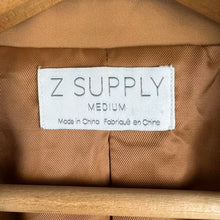 Z SUPPLY
MEDIUM
Made in China Fabriqué en Chine